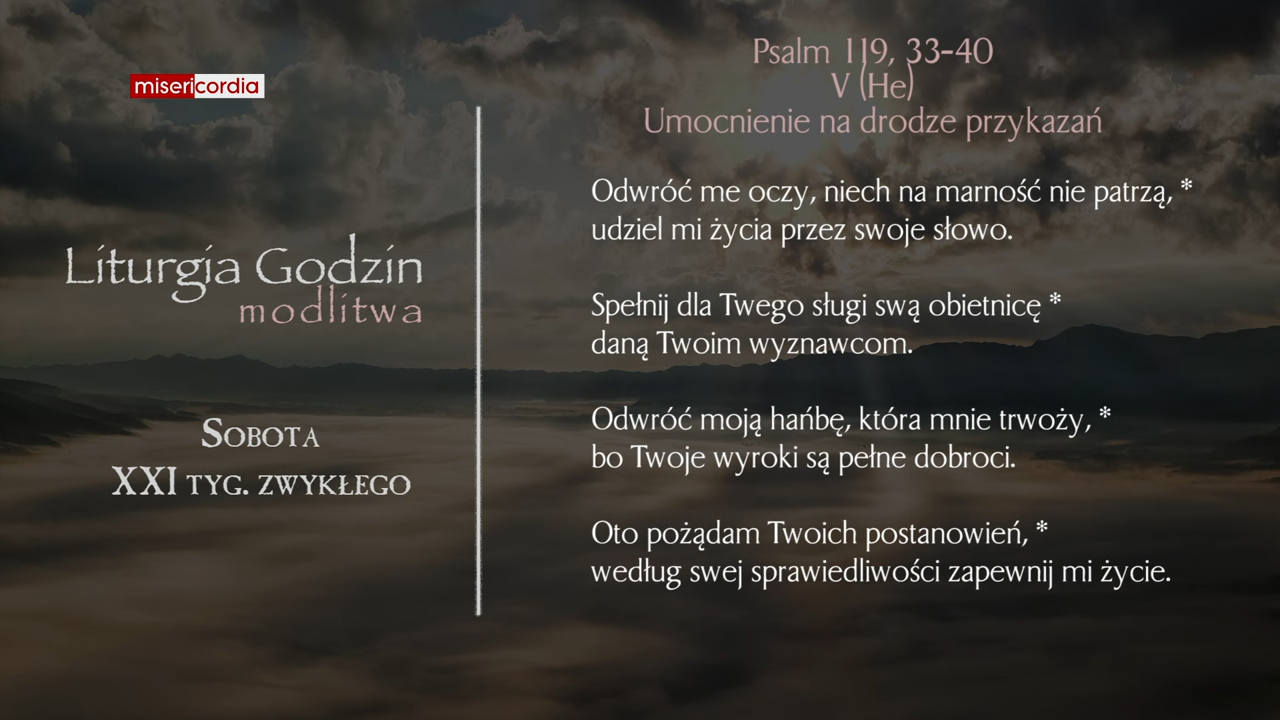 misericordia
Liturgia Godzin
modlitwa
Sobota
XXI tyg. zwykłego
Psalm 119, 33-40
V (He)
Umocnienie na drodze przykazań
Odwróć me oczy, niech na marność nie patrzą, *
udziel mi życia przez swoje słowo.
Spełnij dla Twego sługi swą obietnicę *
daną Twoim wyznawcom.
Odwróć moją hańbę, która mnie trwoży, *
bo Twoje wyroki są pełne dobroci.
Oto pożądam Twoich postanowień, *
według swej sprawiedliwości zapewnij mi życie.